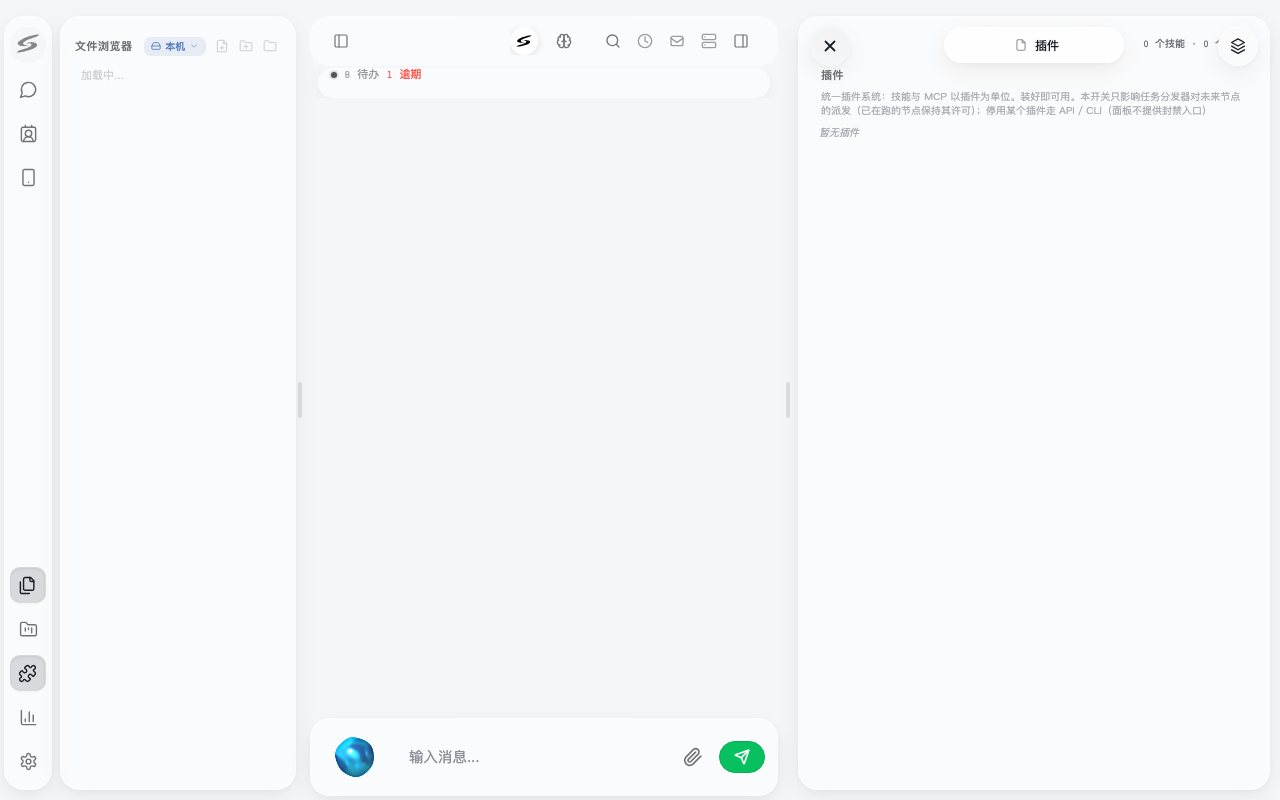 文件浏览器
本机
加载中...
8 待办 1 逾期
输入消息...
插件
0 个技能 · 0
插件
统一插件系统：技能与 MCP 以插件为单位。装好即可用。本开关只影响任务分发器对未来节点
的派发（已在跑的节点保持其许可）；停用某个插件走 API / CLI（面板不提供封禁入口）
暂无插件